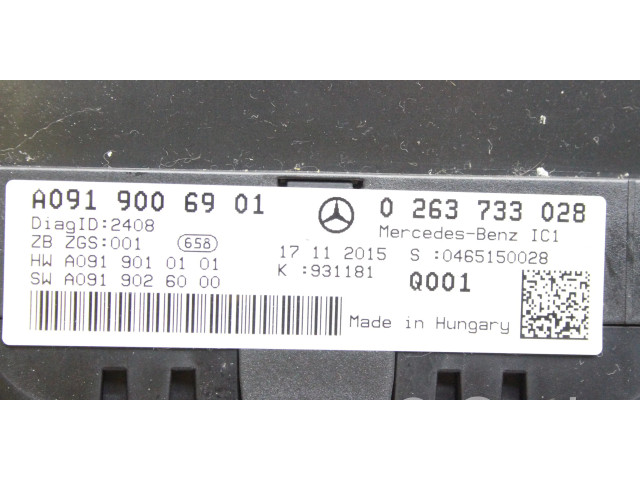 A091 900 69 01
0 263 733 028
DiagID:2408
Mercedes-Benz IC1
ZB ZGS:001 658
17 11 2015 S :0465150028
HW A091 901 01 01
K :931181
Q001
SW A091 902 60 00
Made in Hungary